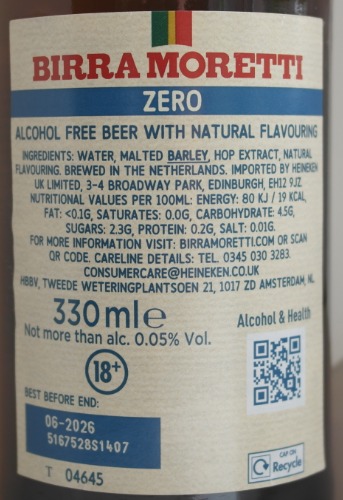 BIRRA MORETTI
ZERO
ALCOHOL FREE BEER WITH NATURAL FLAVOURING
INGREDIENTS: WATER, MALTED BARLEY, HOP EXTRACT, NATURAL
FLAVOURING. BREWED IN THE NETHERLANDS. IMPORTED BY HEINEKEN
UK LIMITED, 3-4 BROADWAY PARK, EDINBURGH, EH12 9JZ.
NUTRITIONAL VALUES PER 100ML: ENERGY: 80 KJ / 19 KCAL,
FAT: <0.1G, SATURATES: 0.0G, CARBOHYDRATE: 4.5G,
SUGARS: 2.3G, PROTEIN: 0.2G, SALT: 0.01G.
FOR MORE INFORMATION VISIT: BIRRAMORETTI.COM OR SCAN
QR CODE. CARELINE DETAILS: TEL. 0345 030 3283.
CONSUMERCARE@HEINEKEN.CO.UK
HBBV, TWEEDE WETERINGPLANTSOEN 21, 1017 ZD AMSTERDAM, NL
330 ml e
Not more than alc. 0.05% Vol.
Alcohol & Health
18+
BEST BEFORE END:
06-2026
5167528S1407
T 04645
CAP ON
Recycle